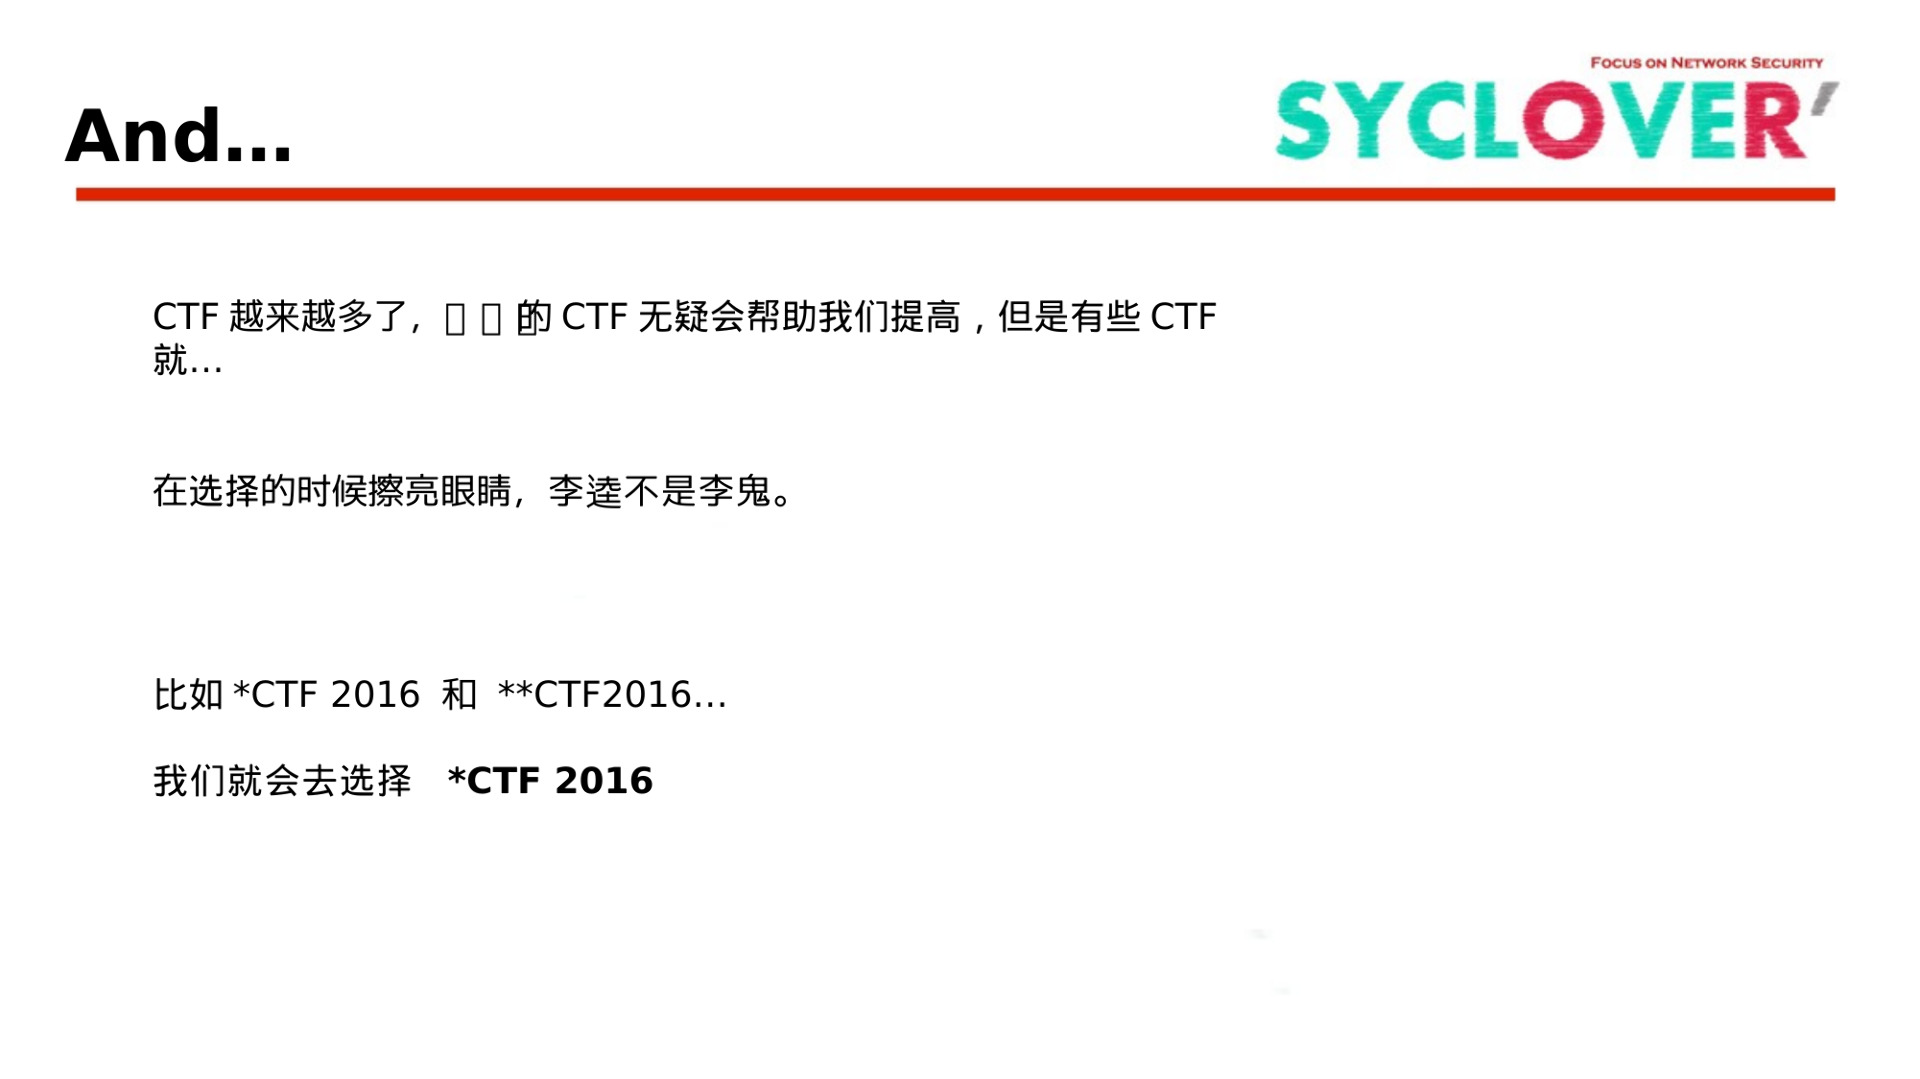 FOCUS ON NETWORK SECURITY
SYCLOVER'
And...
CTF 越来越多了, 的 CTF 无疑会帮助我们提高 , 但是有些 CTF
就...
在选择的时候擦亮眼睛, 李逵不是李鬼。
比如 *CTF 2016 和 **CTF2016...
我们就会去选择 *CTF 2016